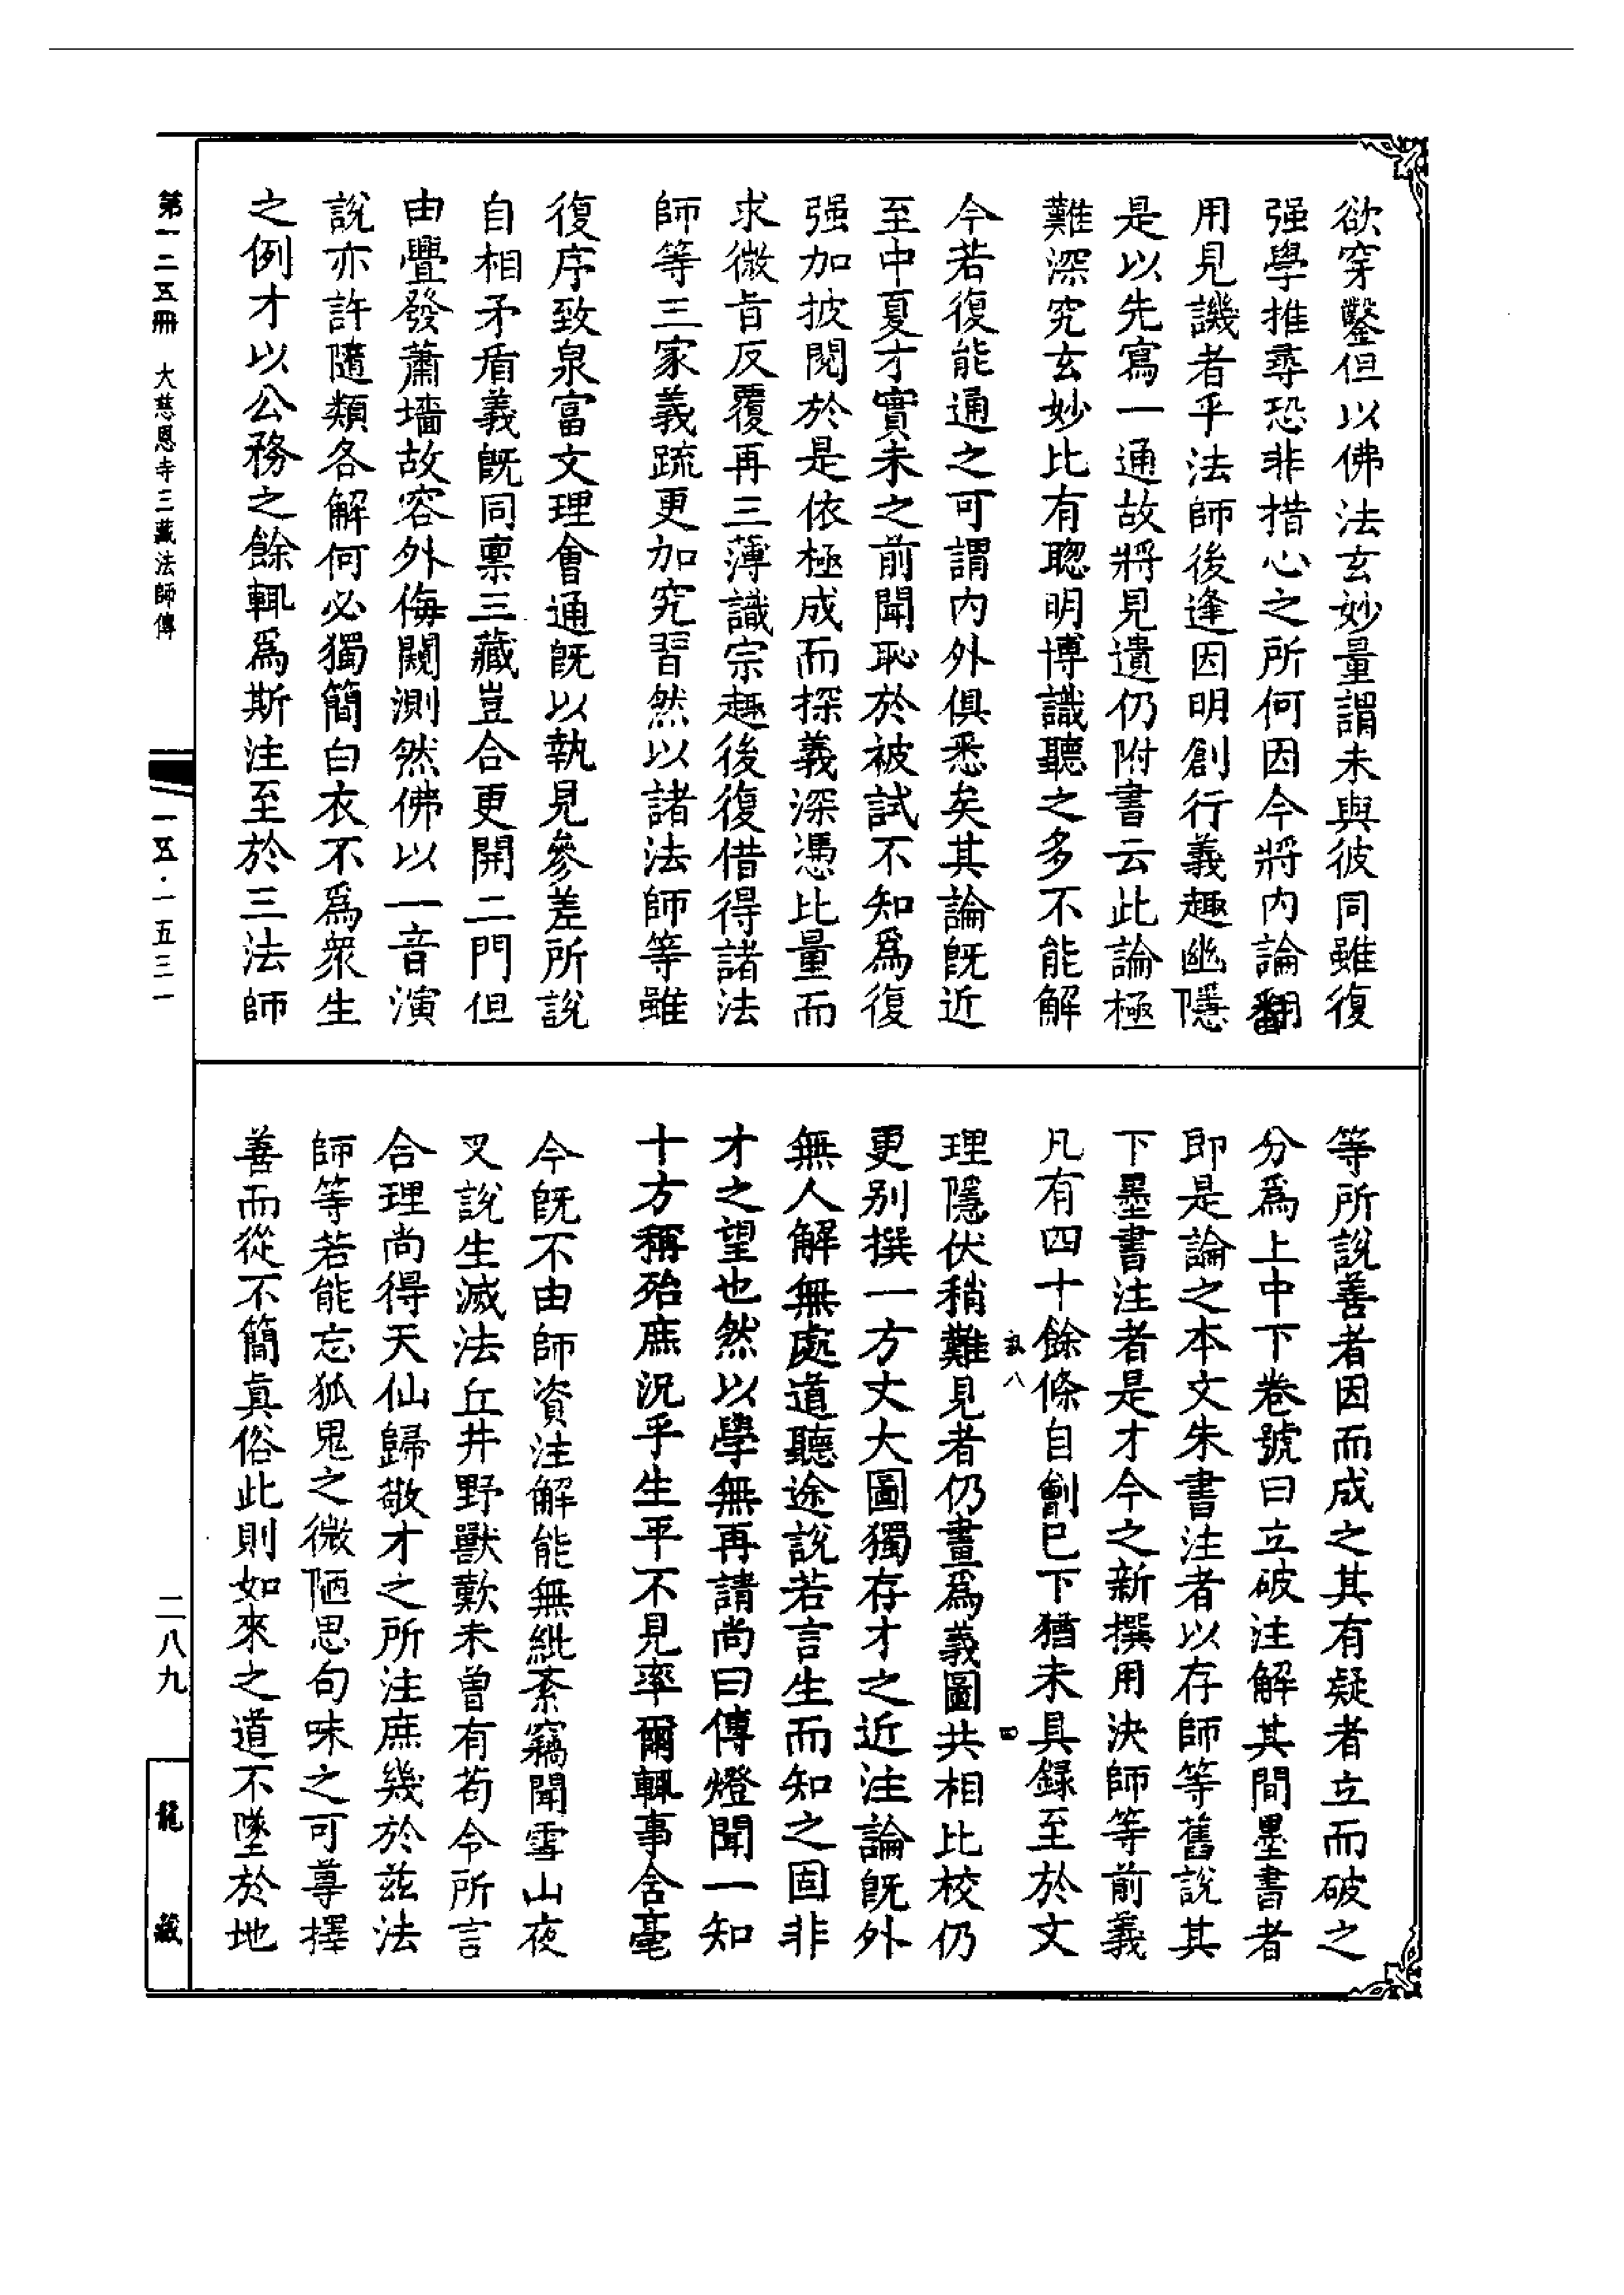 欲穿鑿但以佛法玄妙量謂未與彼同雖復
强學推尋恐非措心之所何因今將內論翻
用見譏者乎法師後逢因明創行義趣幽隱
是以先寫一通故將見遺仍附書云此論極
難深究玄妙比有聰明博識聽之多不能解
今若復能通之可謂內外俱悉矣其論旣近
至中夏才實未之前聞恥於被試不知爲復
强加披閱於是依極成而探義深憑比量而
求微旨反覆再三薄識宗趣後復借得諸法
師等三家義疏更加究習然以諸法師等雖
復序致泉富文理會通旣以執見參差所說
自相矛盾義旣同稟三藏豈合更開二門但
由舋發蕭墻故容外侮闚測然佛以一音演
說亦許隨類各解何必獨簡白衣不爲衆生
之例才以公務之餘輒爲斯注至於三法師
等所說善者因而成之其有疑者立而破之
分爲上中下卷號曰立破注解其間墨書者
即是論之本文朱書注者以存師等舊說其
下墨書注者是才今之新撰用決師等前義
凡有四十餘條自鄶已下猶未具録至於文
理隱伏稍難見者仍畫爲義圖共相比校仍
更别撰一方丈大圖獨存才之近注論旣外
無人解無處道聽途說若言生而知之固非
才之望也然以學無再請尚曰傳燈聞一知
十方稱殆庶況乎生平不見率爾輒事含毫
今旣不由師資注解能無紕紊竊聞雪山夜
叉說生滅法丘井野獸歎未曾有苟令所言
合理尚得天仙歸敬才之所注庶幾於茲法
師等若能忘狐鬼之微陋思句味之可尊擇
善而從不簡眞俗此則如來之道不墜於地
八
四
第一二五冊 大慈恩寺三藏法師傳
一五·一五三一
二八九
龍藏